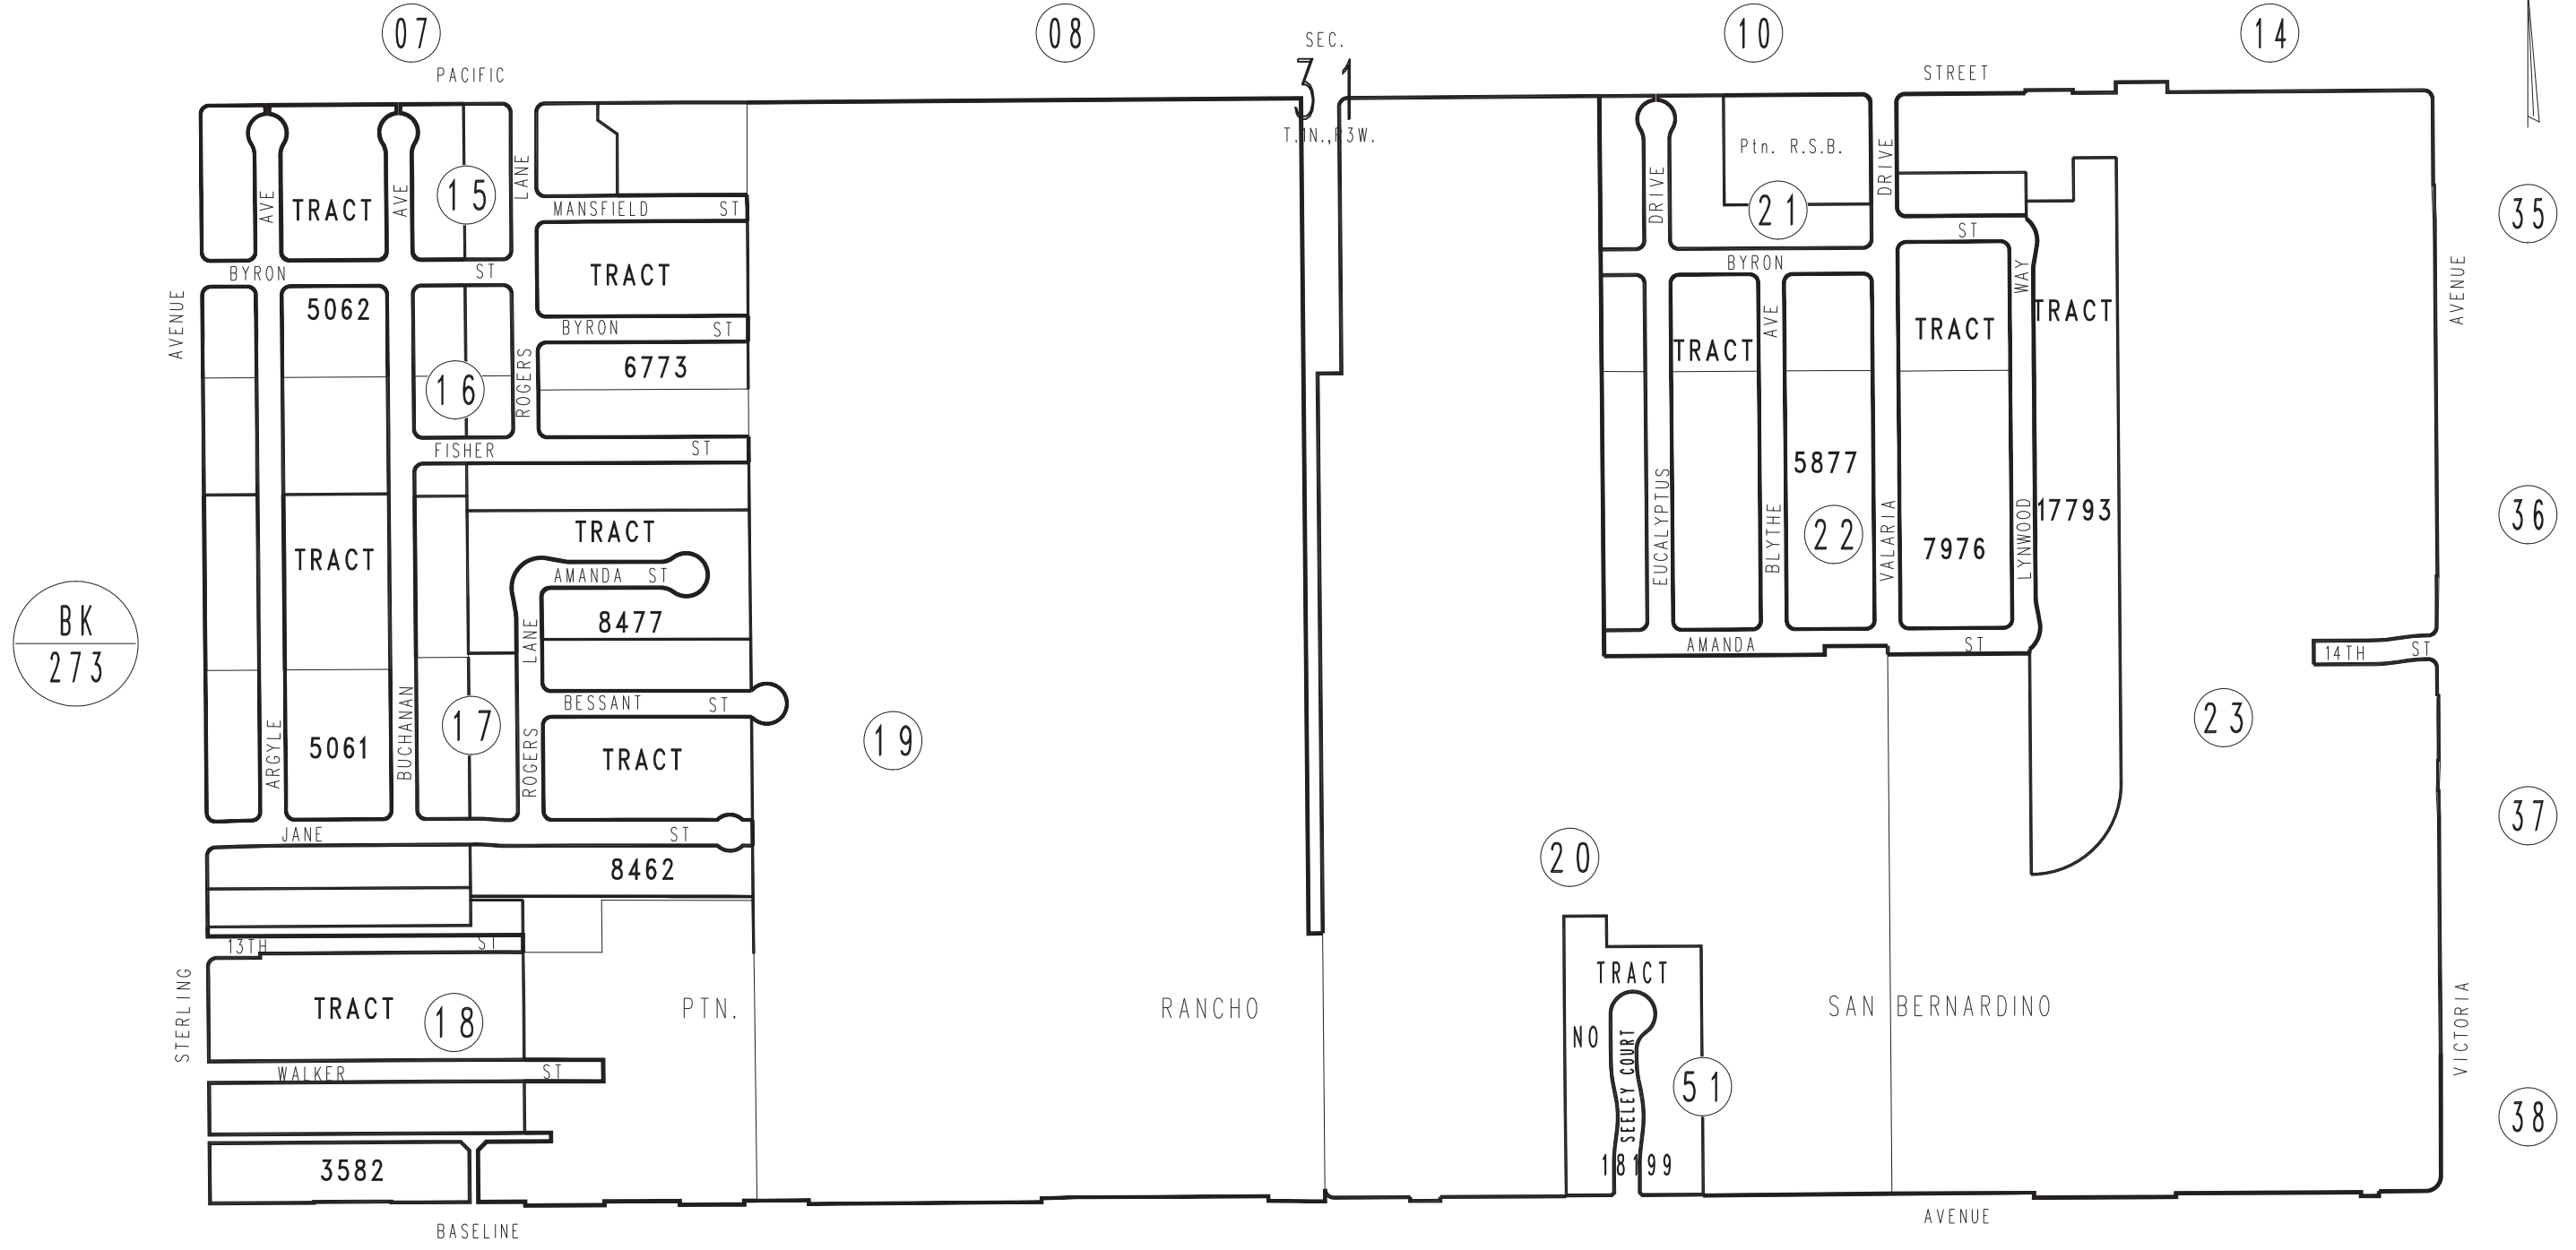 07
08
10
14
SEC.
31
T.1N.,R3W.
PACIFIC
STREET
AVE
AVE
LANE
TRACT
15
MANSFIELD ST
DRIVE
Ptn. R.S.B.
21
DRIVE
35
BYRON ST
TRACT
BYRON
ST
WAY
AVENUE
5062
BYRON ST
AVE
TRACT
TRACT
AVENUE
6773
TRACT
16
ROGERS
FISHER ST
5877
EUCALYPTUS
BLYTHE
22
VALARIA
7976
LYNWOOD
17793
36
TRACT
TRACT
AMANDA ST
8477
LANE
BK
273
AMANDA ST
14TH ST
BESSANT ST
17
19
23
5061
ARGYLE
BUCHANAN
ROGERS
TRACT
37
JANE ST
8462
20
13TH ST
STERLING
TRACT
18
PTN.
RANCHO
SAN BERNARDINO
TRACT
NO
SEELEY COURT
51
18199
VICTORIA
WALKER ST
38
3582
BASELINE
AVENUE